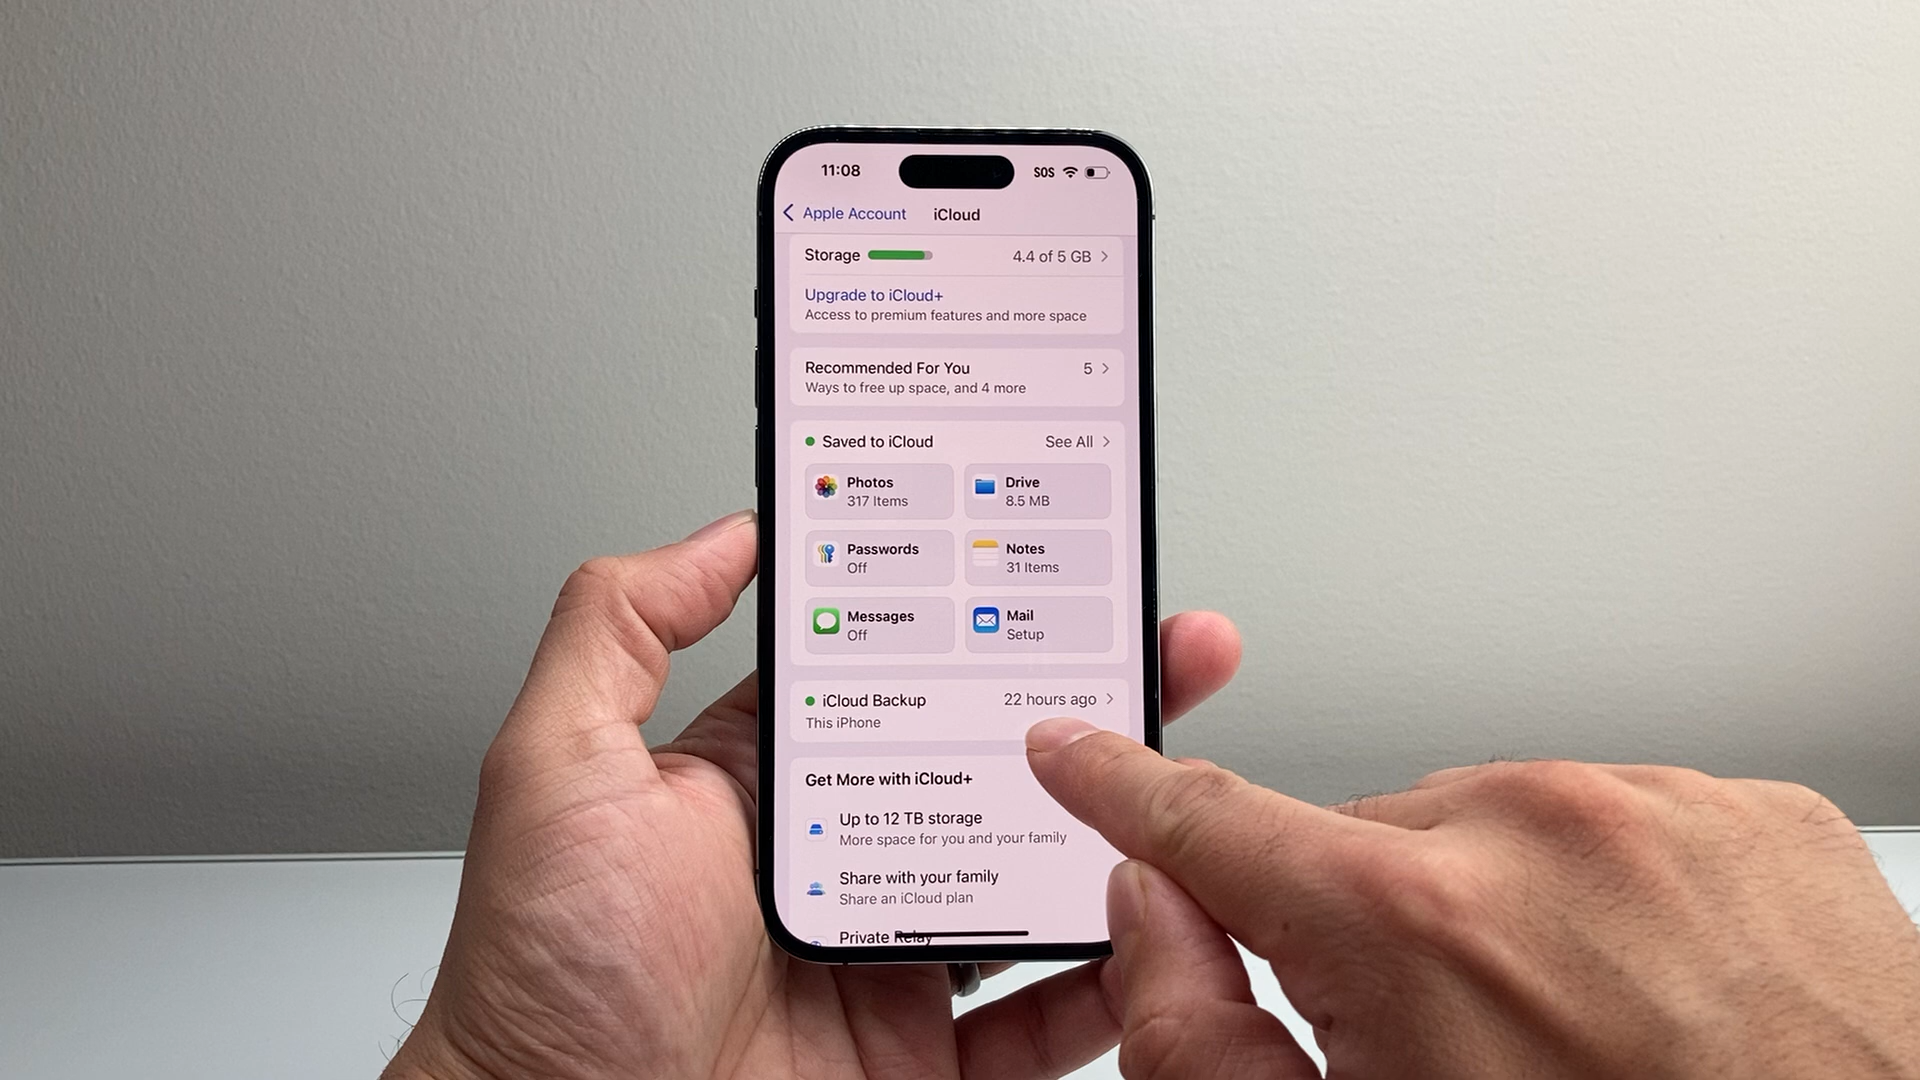 11:08 SOS
Apple Account iCloud
Storage 4.4 of 5 GB
Upgrade to iCloud+
Access to premium features and more space
Recommended For You 5
Ways to free up space, and 4 more
Saved to iCloud See All
Photos
317 Items
Drive
8.5 MB
Passwords
Off
Notes
31 Items
Messages
Off
Mail
Setup
iCloud Backup 22 hours ago
This iPhone
Get More with iCloud+
Up to 12 TB storage
More space for you and your family
Share with your family
Share an iCloud plan
Private Relay